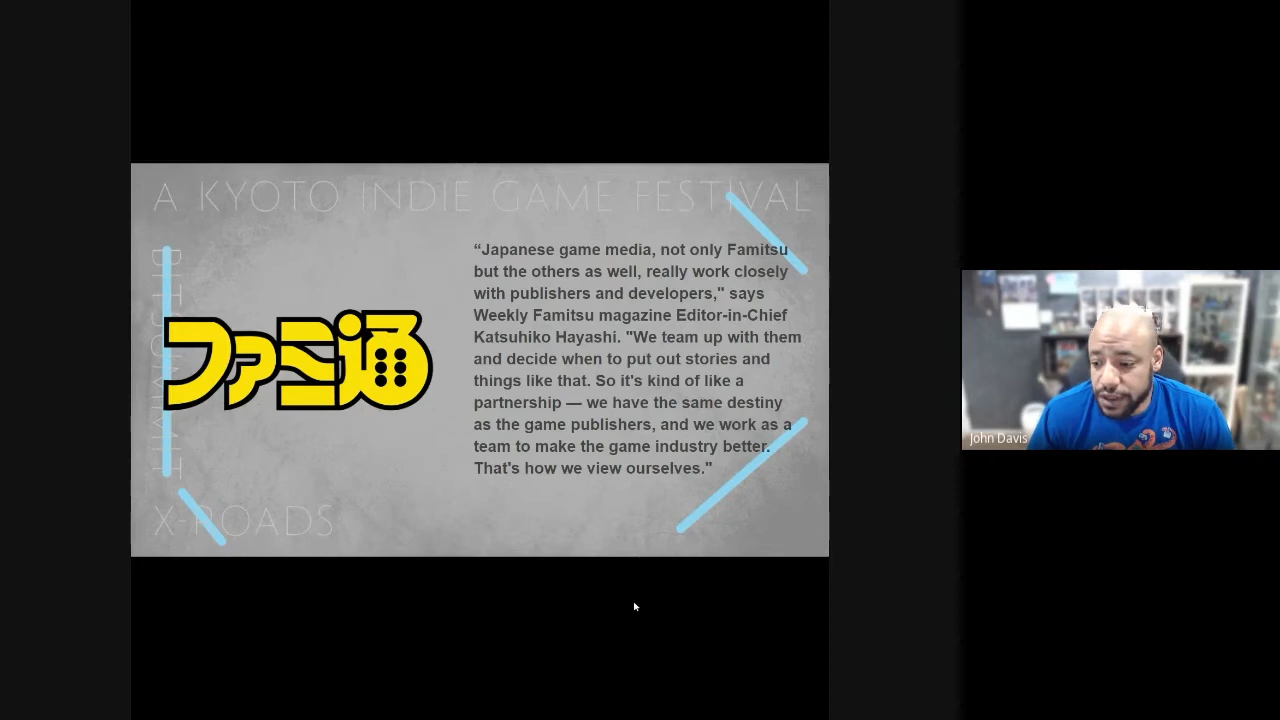 A KYOTO INDIE GAME FESTIVAL
BITSUMMIT
ファミ通
“Japanese game media, not only Famitsu
but the others as well, really work closely
with publishers and developers," says
Weekly Famitsu magazine Editor-in-Chief
Katsuhiko Hayashi. "We team up with them
and decide when to put out stories and
things like that. So it's kind of like a
partnership — we have the same destiny
as the game publishers, and we work as a
team to make the game industry better.
That's how we view ourselves."
X-ROADS
John Davis